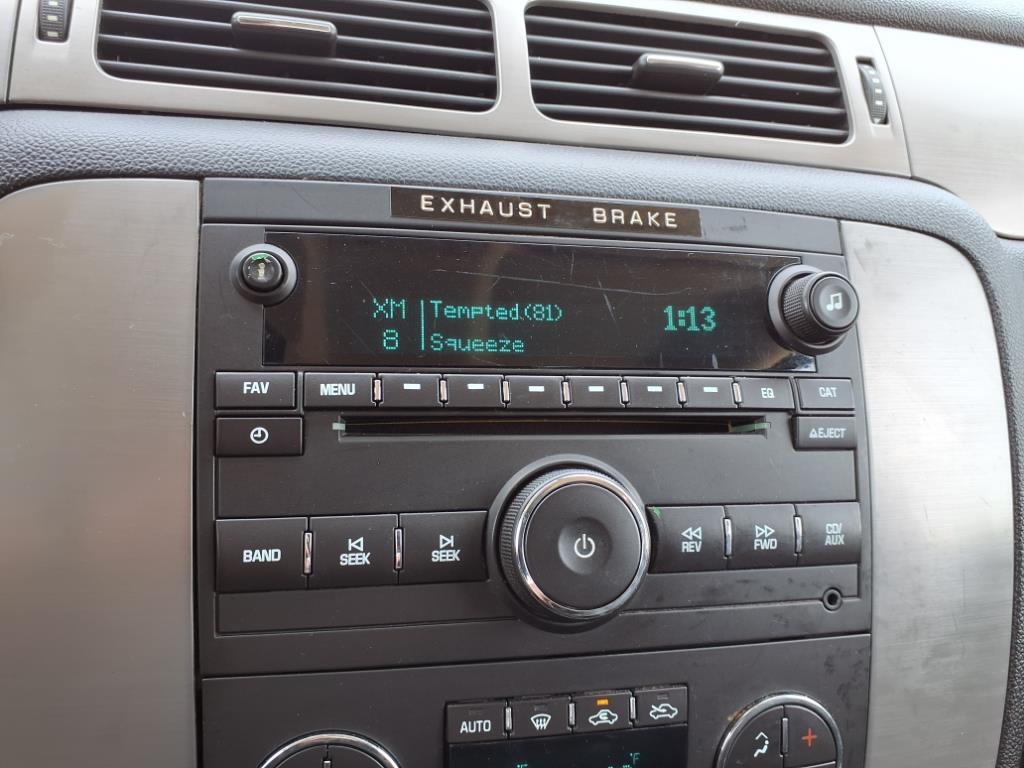 EXHAUST BRAKE
XM Tempted(81) 1:13
8 Squeeze
FAV MENU EQ CAT
EJECT
BAND SEEK SEEK REV FWD CD/
AUX
AUTO
°F °F